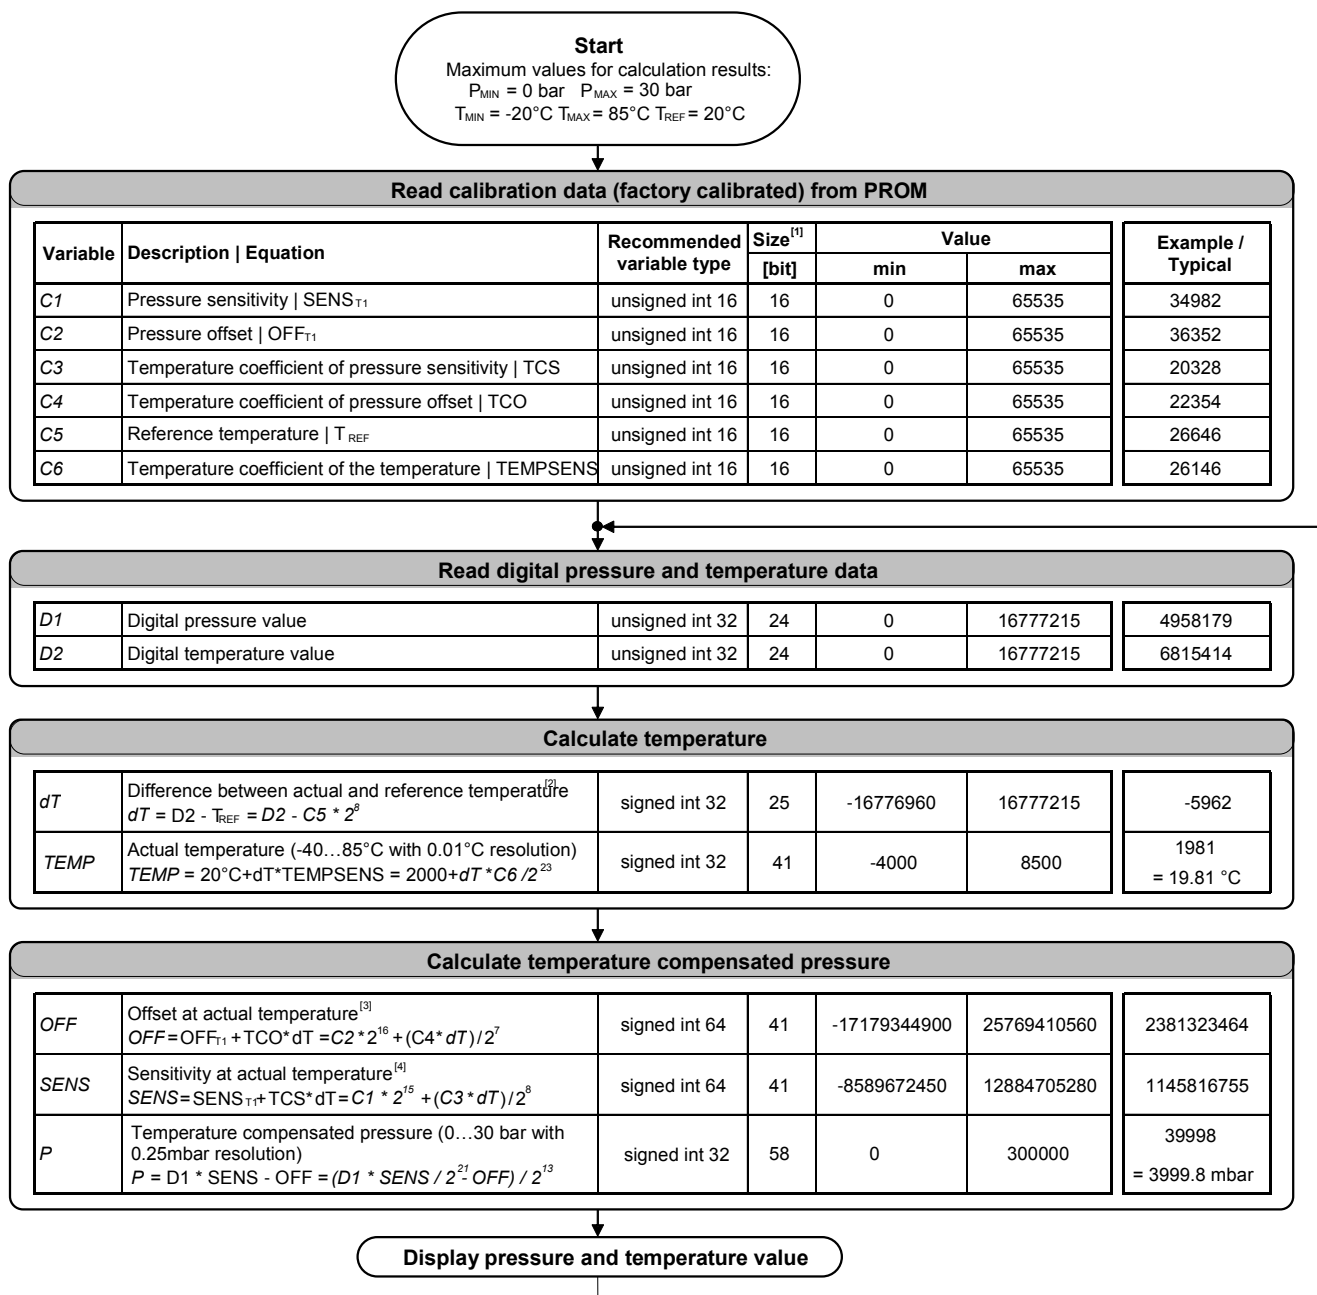 Start
Maximum values for calculation results:
PMIN = 0 bar PMAX = 30 bar
TMIN = -20°C TMAX = 85°C TREF = 20°C
Read calibration data (factory calibrated) from PROM
Variable Description | Equation Recommended variable type Size[1] [bit] Value min max Example / Typical
C1 Pressure sensitivity | SENST1 unsigned int 16 16 0 65535 34982
C2 Pressure offset | OFFT1 unsigned int 16 16 0 65535 36352
C3 Temperature coefficient of pressure sensitivity | TCS unsigned int 16 16 0 65535 20328
C4 Temperature coefficient of pressure offset | TCO unsigned int 16 16 0 65535 22354
C5 Reference temperature | TREF unsigned int 16 16 0 65535 26646
C6 Temperature coefficient of the temperature | TEMPSENS unsigned int 16 16 0 65535 26146
Read digital pressure and temperature data
D1 Digital pressure value unsigned int 32 24 0 16777215 4958179
D2 Digital temperature value unsigned int 32 24 0 16777215 6815414
Calculate temperature
dT Difference between actual and reference temperature[2] signed int 32 25 -16776960 16777215 -5962
dT = D2 - TREF = D2 - C5 * 2^8
TEMP Actual temperature (-40…85°C with 0.01°C resolution) signed int 32 41 -4000 8500 1981
TEMP = 20°C+dT*TEMPSENS = 2000+dT*C6/2^23 = 19.81 °C
Calculate temperature compensated pressure
OFF Offset at actual temperature[3] signed int 64 41 -17179344900 25769410560 2381323464
OFF=OFFT1 + TCO*dT =C2*2^16 + (C4*dT)/2^7
SENS Sensitivity at actual temperature[4] signed int 64 41 -8589672450 12884705280 1145816755
SENS=SENST1+TCS*dT=C1 * 2^15 +(C3*dT)/2^8
P Temperature compensated pressure (0…30 bar with signed int 32 58 0 300000 39998
0.25mbar resolution)
P = D1 * SENS - OFF = (D1 * SENS / 2^21 - OFF) / 2^13 = 3999.8 mbar
Display pressure and temperature value